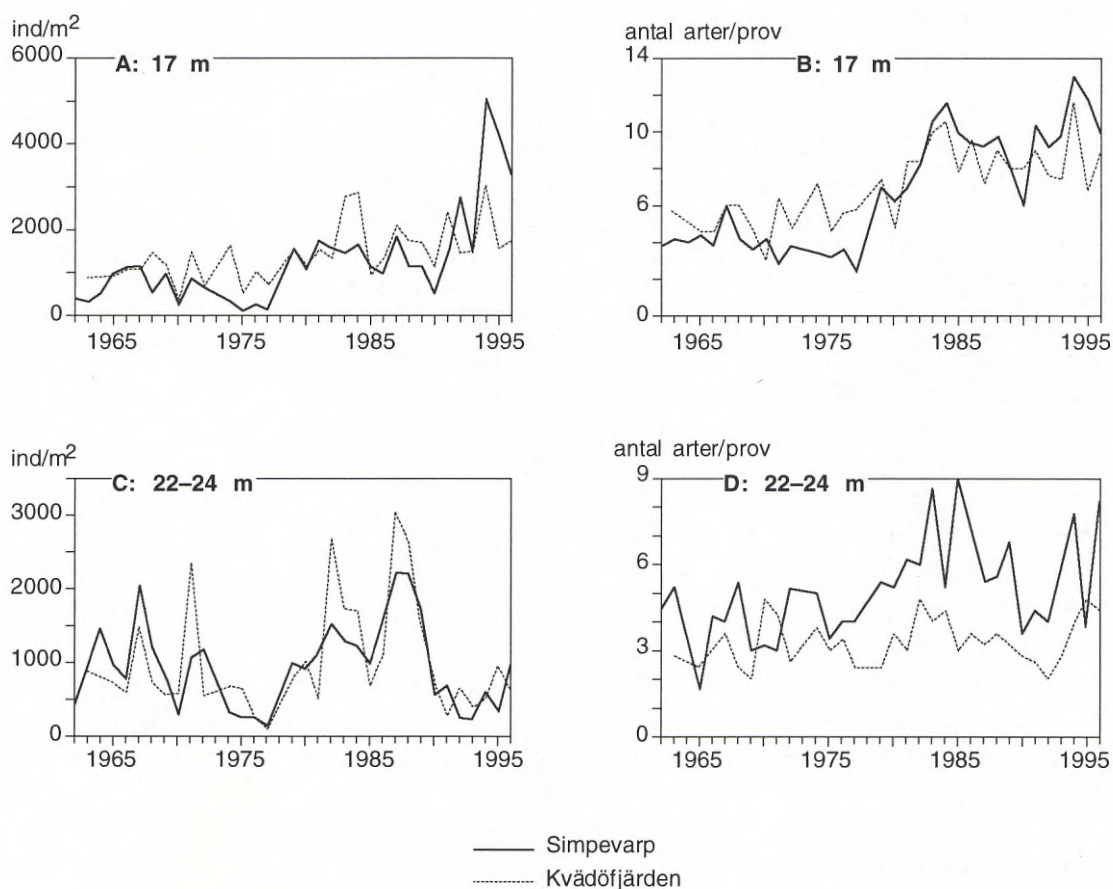 ind/m²
6000
A: 17 m
4000
2000
0
1965 1975 1985 1995
antal arter/prov
14
B: 17 m
10
6
0
1965 1975 1985 1995
ind/m²
C: 22–24 m
3000
2000
1000
0
1965 1975 1985 1995
antal arter/prov
9
D: 22–24 m
6
3
0
1965 1975 1985 1995
Simpevarp
Kvädöfjärden